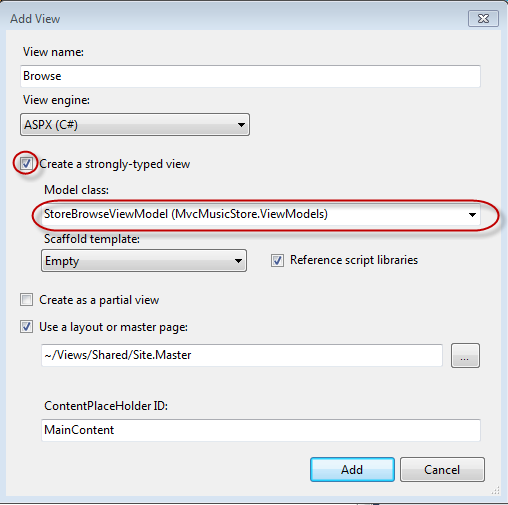 Add View
View name:
Browse
View engine:
ASPX (C#)
Create a strongly-typed view
Model class:
StoreBrowseViewModel (MvcMusicStore.ViewModels)
Scaffold template:
Empty
Reference script libraries
Create as a partial view
Use a layout or master page:
~/Views/Shared/Site.Master
...
ContentPlaceHolder ID:
MainContent
Add
Cancel